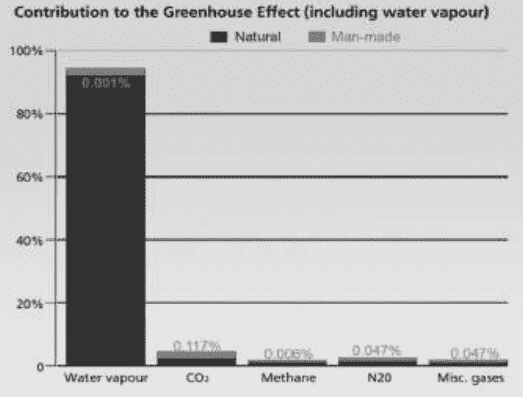 Contribution to the Greenhouse Effect (including water vapour)
Natural
Man-made
100%
0.001%
80%
60%
40%
20%
0.117%
0.006%
0.047%
0.047%
0
Water vapour
CO₂
Methane
N20
Misc. gases